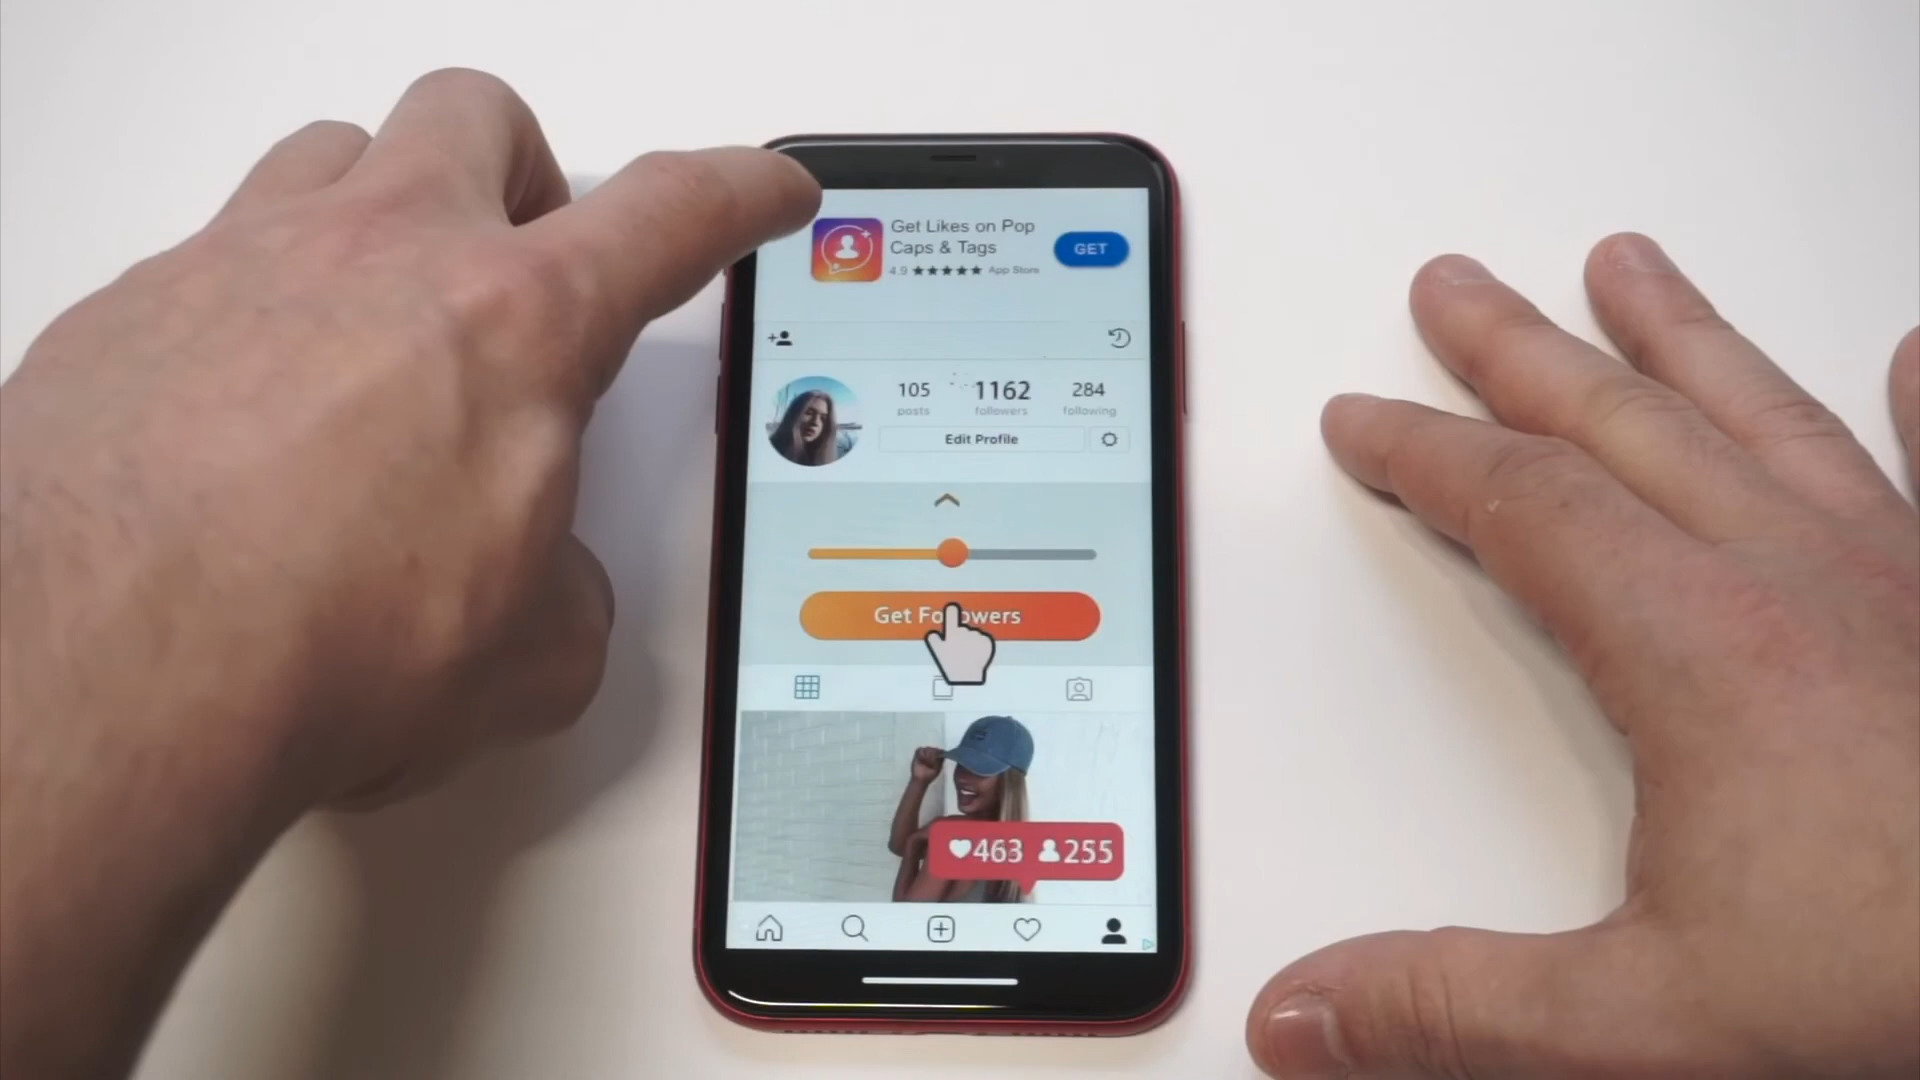 Get Likes on Pop
Caps & Tags
GET
4.9 ★★★★★ App Store
105 1162 284
posts followers following
Edit Profile
Get Fo owers
463 255